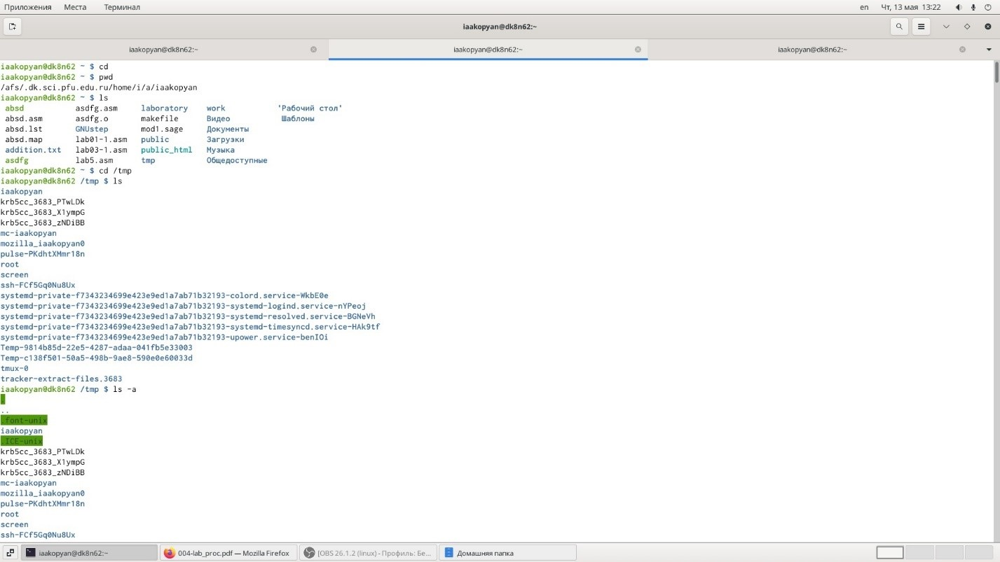 Приложения Места Терминал en Чт, 13 мая 13:22
iaakopyan@dk8n62:~
iaakopyan@dk8n62:~ iaakopyan@dk8n62:~ iaakopyan@dk8n62:~
iaakopyan@dk8n62 ~ $ cd
iaakopyan@dk8n62 ~ $ pwd
/afs/.dk.sci.pfu.edu.ru/home/i/a/iaakopyan
iaakopyan@dk8n62 ~ $ ls
absd asdfg.asm laboratory work 'Рабочий стол'
absd.asm asdfg.o makefile Видео Шаблоны
absd.lst GNUstep mod1.sage Документы
absd.map lab01-1.asm public Загрузки
addition.txt lab03-1.asm public_html Музыка
asdfg lab5.asm tmp Общедоступные
iaakopyan@dk8n62 ~ $ cd /tmp
iaakopyan@dk8n62 /tmp $ ls
iaakopyan
krb5cc_3683_PTwLDk
krb5cc_3683_X1ympG
krb5cc_3683_zNDiBB
mc-iaakopyan
mozilla_iaakopyan0
pulse-PKdhtXMmr18n
root
screen
ssh-FCf5Gq0Nu8Ux
systemd-private-f7343234699e423e9ed1a7ab71b32193-colord.service-WkbE0e
systemd-private-f7343234699e423e9ed1a7ab71b32193-systemd-logind.service-nYPeoj
systemd-private-f7343234699e423e9ed1a7ab71b32193-systemd-resolved.service-BGNeVh
systemd-private-f7343234699e423e9ed1a7ab71b32193-systemd-timesyncd.service-HAk9tf
systemd-private-f7343234699e423e9ed1a7ab71b32193-upower.service-benIOi
Temp-9814b85d-22e5-4287-adaa-041fb5e33003
Temp-c138f501-50a5-498b-9ae8-590e0e60033d
tmux-0
tracker-extract-files.3683
iaakopyan@dk8n62 /tmp $ ls -a
.
..
.font-unix
iaakopyan
.ICE-unix
krb5cc_3683_PTwLDk
krb5cc_3683_X1ympG
krb5cc_3683_zNDiBB
mc-iaakopyan
mozilla_iaakopyan0
pulse-PKdhtXMmr18n
root
screen
ssh-FCf5Gq0Nu8Ux
iaakopyan@dk8n62:~ 004-lab_proc.pdf — Mozilla Firefox [OBS 26.1.2 (linux) - Профиль: Бе... Домашняя папка